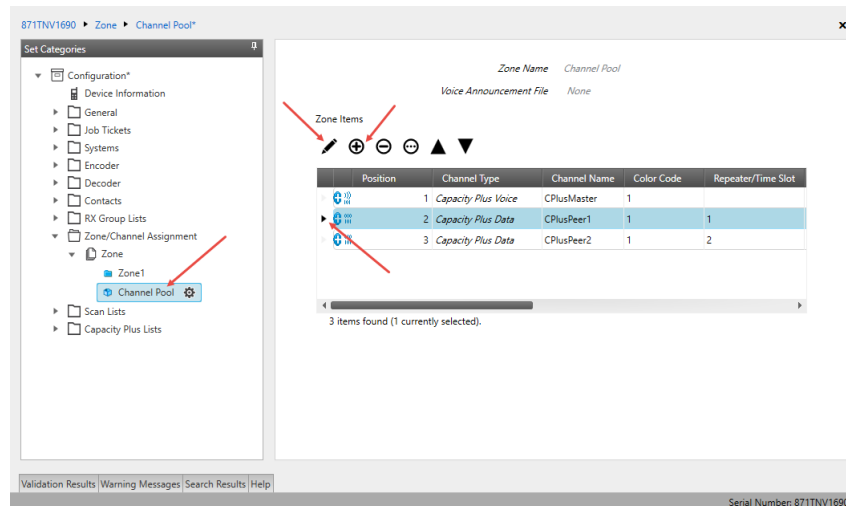 871TNV1690 ▸ Zone ▸ Channel Pool*
Set Categories
Configuration*
Device Information
General
Job Tickets
Systems
Encoder
Decoder
Contacts
RX Group Lists
Zone/Channel Assignment
Zone
Zone1
Channel Pool
Scan Lists
Capacity Plus Lists
Zone Name Channel Pool
Voice Announcement File None
Zone Items
Position Channel Type Channel Name Color Code Repeater/Time Slot
1 Capacity Plus Voice CPlusMaster 1
2 Capacity Plus Data CPlusPeer1 1 1
3 Capacity Plus Data CPlusPeer2 1 2
3 items found (1 currently selected).
Validation Results Warning Messages Search Results Help
Serial Number: 871TNV1690